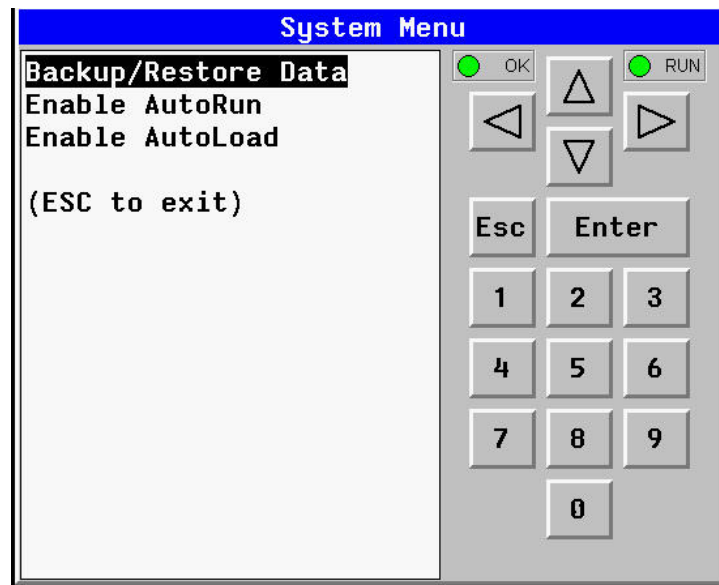 System Menu
Backup/Restore Data
Enable AutoRun
Enable AutoLoad
(ESC to exit)
OK
RUN
Esc
Enter
1 2 3
4 5 6
7 8 9
0